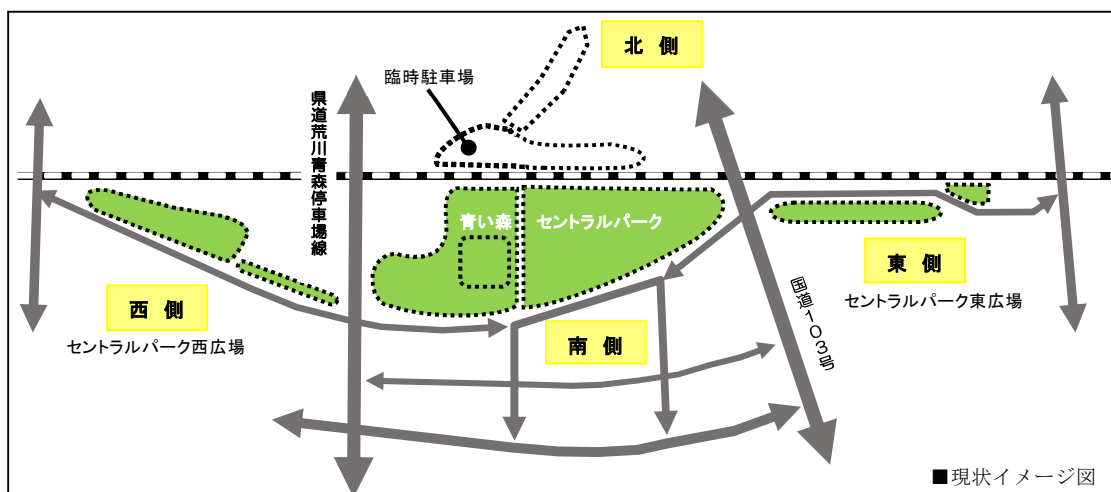 北 側
臨時駐車場
県道荒川青森停車場線
青い森
セントラルパーク
東 側
セントラルパーク東広場
西 側
セントラルパーク西広場
南 側
国道103号
■現状イメージ図